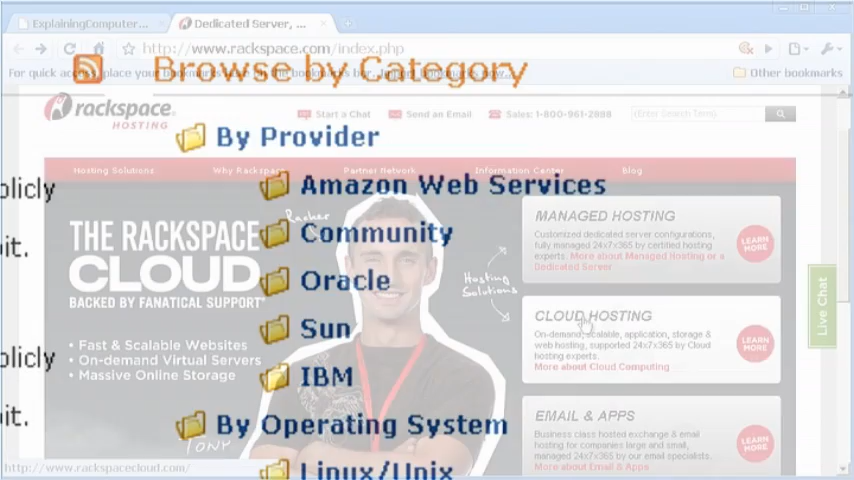 ExplainingComputer...
Dedicated Server, ...
http://www.rackspace.com/index.php
For quick access, place your bookmarks here in the bookmarks bar. Import bookmarks now...
Other bookmarks
Browse by Category
rackspace
HOSTING
Start a Chat
Send an Email
Sales: 1-800-961-2888
(Enter Search Term)
By Provider
Hosting Solutions
Why Rackspace
Partner Network
Information Center
Blog
plicly
Amazon Web Services
Racker
MANAGED HOSTING
Customized dedicated server configurations,
fully managed 24x7x365 by certified hosting
experts. More about Managed Hosting or a
Dedicated Server
LEARN
MORE
it.
THE RACKSPACE
CLOUD
BACKED BY FANATICAL SUPPORT®
Community
Hosting
Solutions
Oracle
CLOUD HOSTING
On-demand, scalable, application, storage &
web hosting, supported 24x7x365 by Cloud
hosting experts.
More about Cloud Computing
LEARN
MORE
Live Chat
Sun
• Fast & Scalable Websites
• On-demand Virtual Servers
• Massive Online Storage
plicly
IBM
it.
By Operating System
EMAIL & APPS
Business class hosted exchange & email
hosting for companies large and small,
managed 24x7x365 by our email specialists.
More about Email & Apps
LEARN
MORE
TONY
http://www.rackspacecloud.com/
Linux/Unix